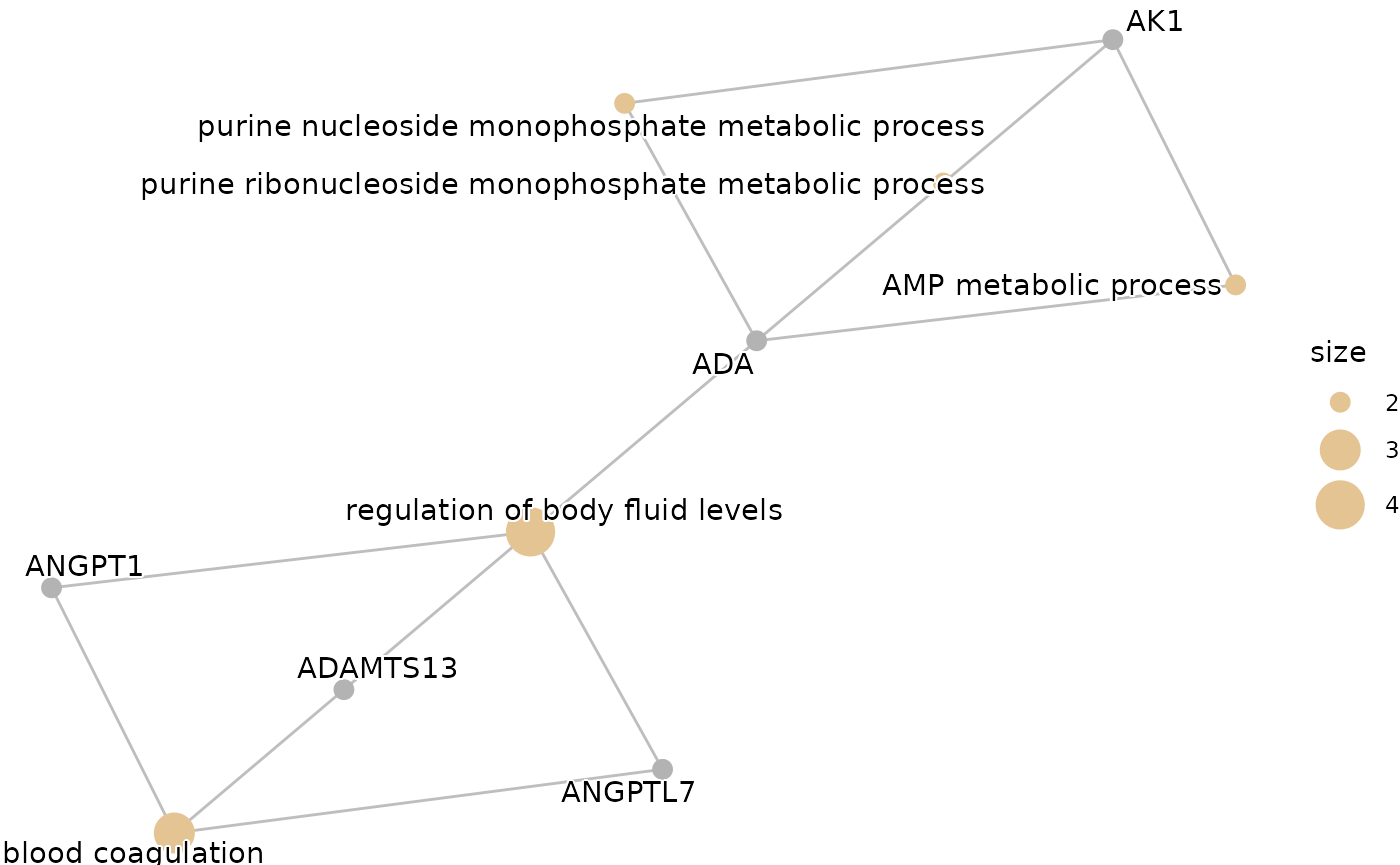 AK1
purine nucleoside monophosphate metabolic process
purine ribonucleoside monophosphate metabolic process
AMP metabolic process
ADA
size
2
3
4
regulation of body fluid levels
ANGPT1
ADAMTS13
ANGPTL7
blood coagulation